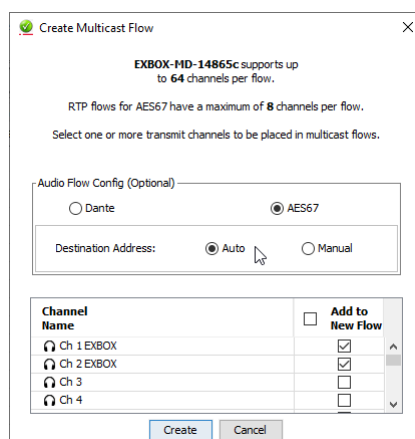 Create Multicast Flow
EXBOX-MD-14865c supports up
to 64 channels per flow.
RTP flows for AES67 have a maximum of 8 channels per flow.
Select one or more transmit channels to be placed in multicast flows.
Audio Flow Config (Optional)
Dante AES67
Destination Address: Auto Manual
Channel Name Add to New Flow
Ch 1 EXBOX
Ch 2 EXBOX
Ch 3
Ch 4
Create Cancel